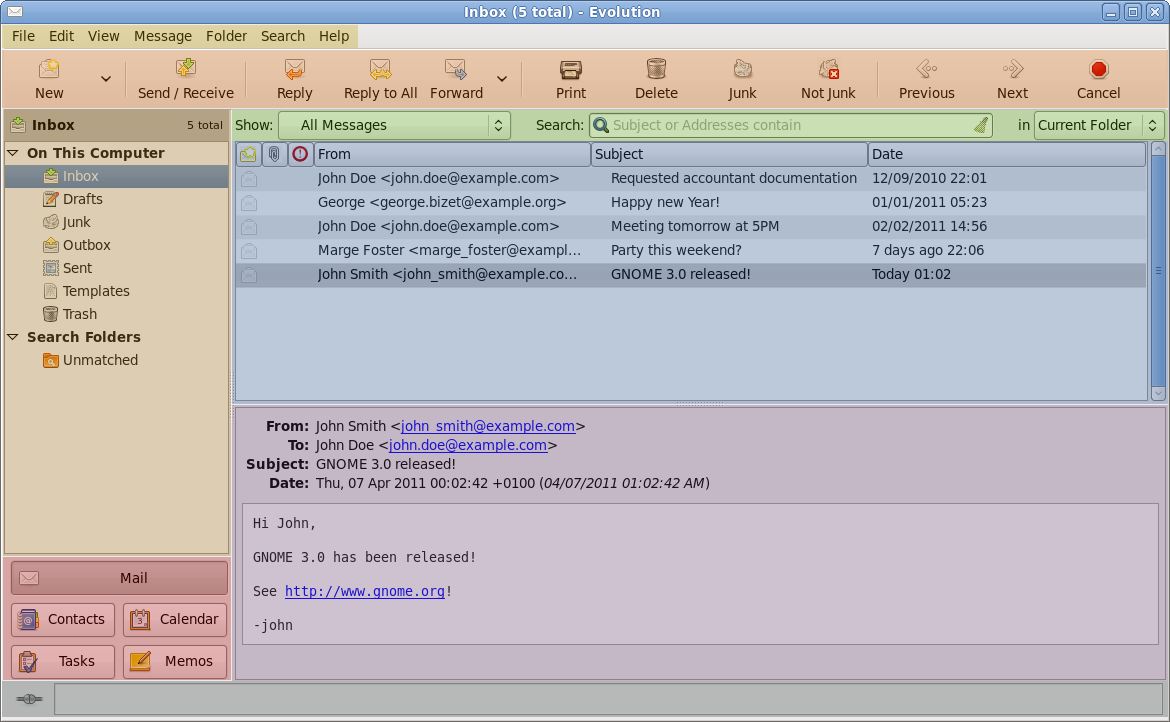 Inbox (5 total) - Evolution
File Edit View Message Folder Search Help
New Send / Receive Reply Reply to All Forward Print Delete Junk Not Junk Previous Next Cancel
Inbox 5 total
Show: All Messages Search: Subject or Addresses contain in Current Folder
On This Computer
Inbox
Drafts
Junk
Outbox
Sent
Templates
Trash
Search Folders
Unmatched
From Subject Date
John Doe <john.doe@example.com> Requested accountant documentation 12/09/2010 22:01
George <george.bizet@example.org> Happy new Year! 01/01/2011 05:23
John Doe <john.doe@example.com> Meeting tomorrow at 5PM 02/02/2011 14:56
Marge Foster <marge_foster@exampl... Party this weekend? 7 days ago 22:06
John Smith <john_smith@example.co... GNOME 3.0 released! Today 01:02
From: John Smith <john_smith@example.com>
To: John Doe <john.doe@example.com>
Subject: GNOME 3.0 released!
Date: Thu, 07 Apr 2011 00:02:42 +0100 (04/07/2011 01:02:42 AM)
Hi John,
GNOME 3.0 has been released!
See http://www.gnome.org!
-john
Mail
Contacts Calendar
Tasks Memos